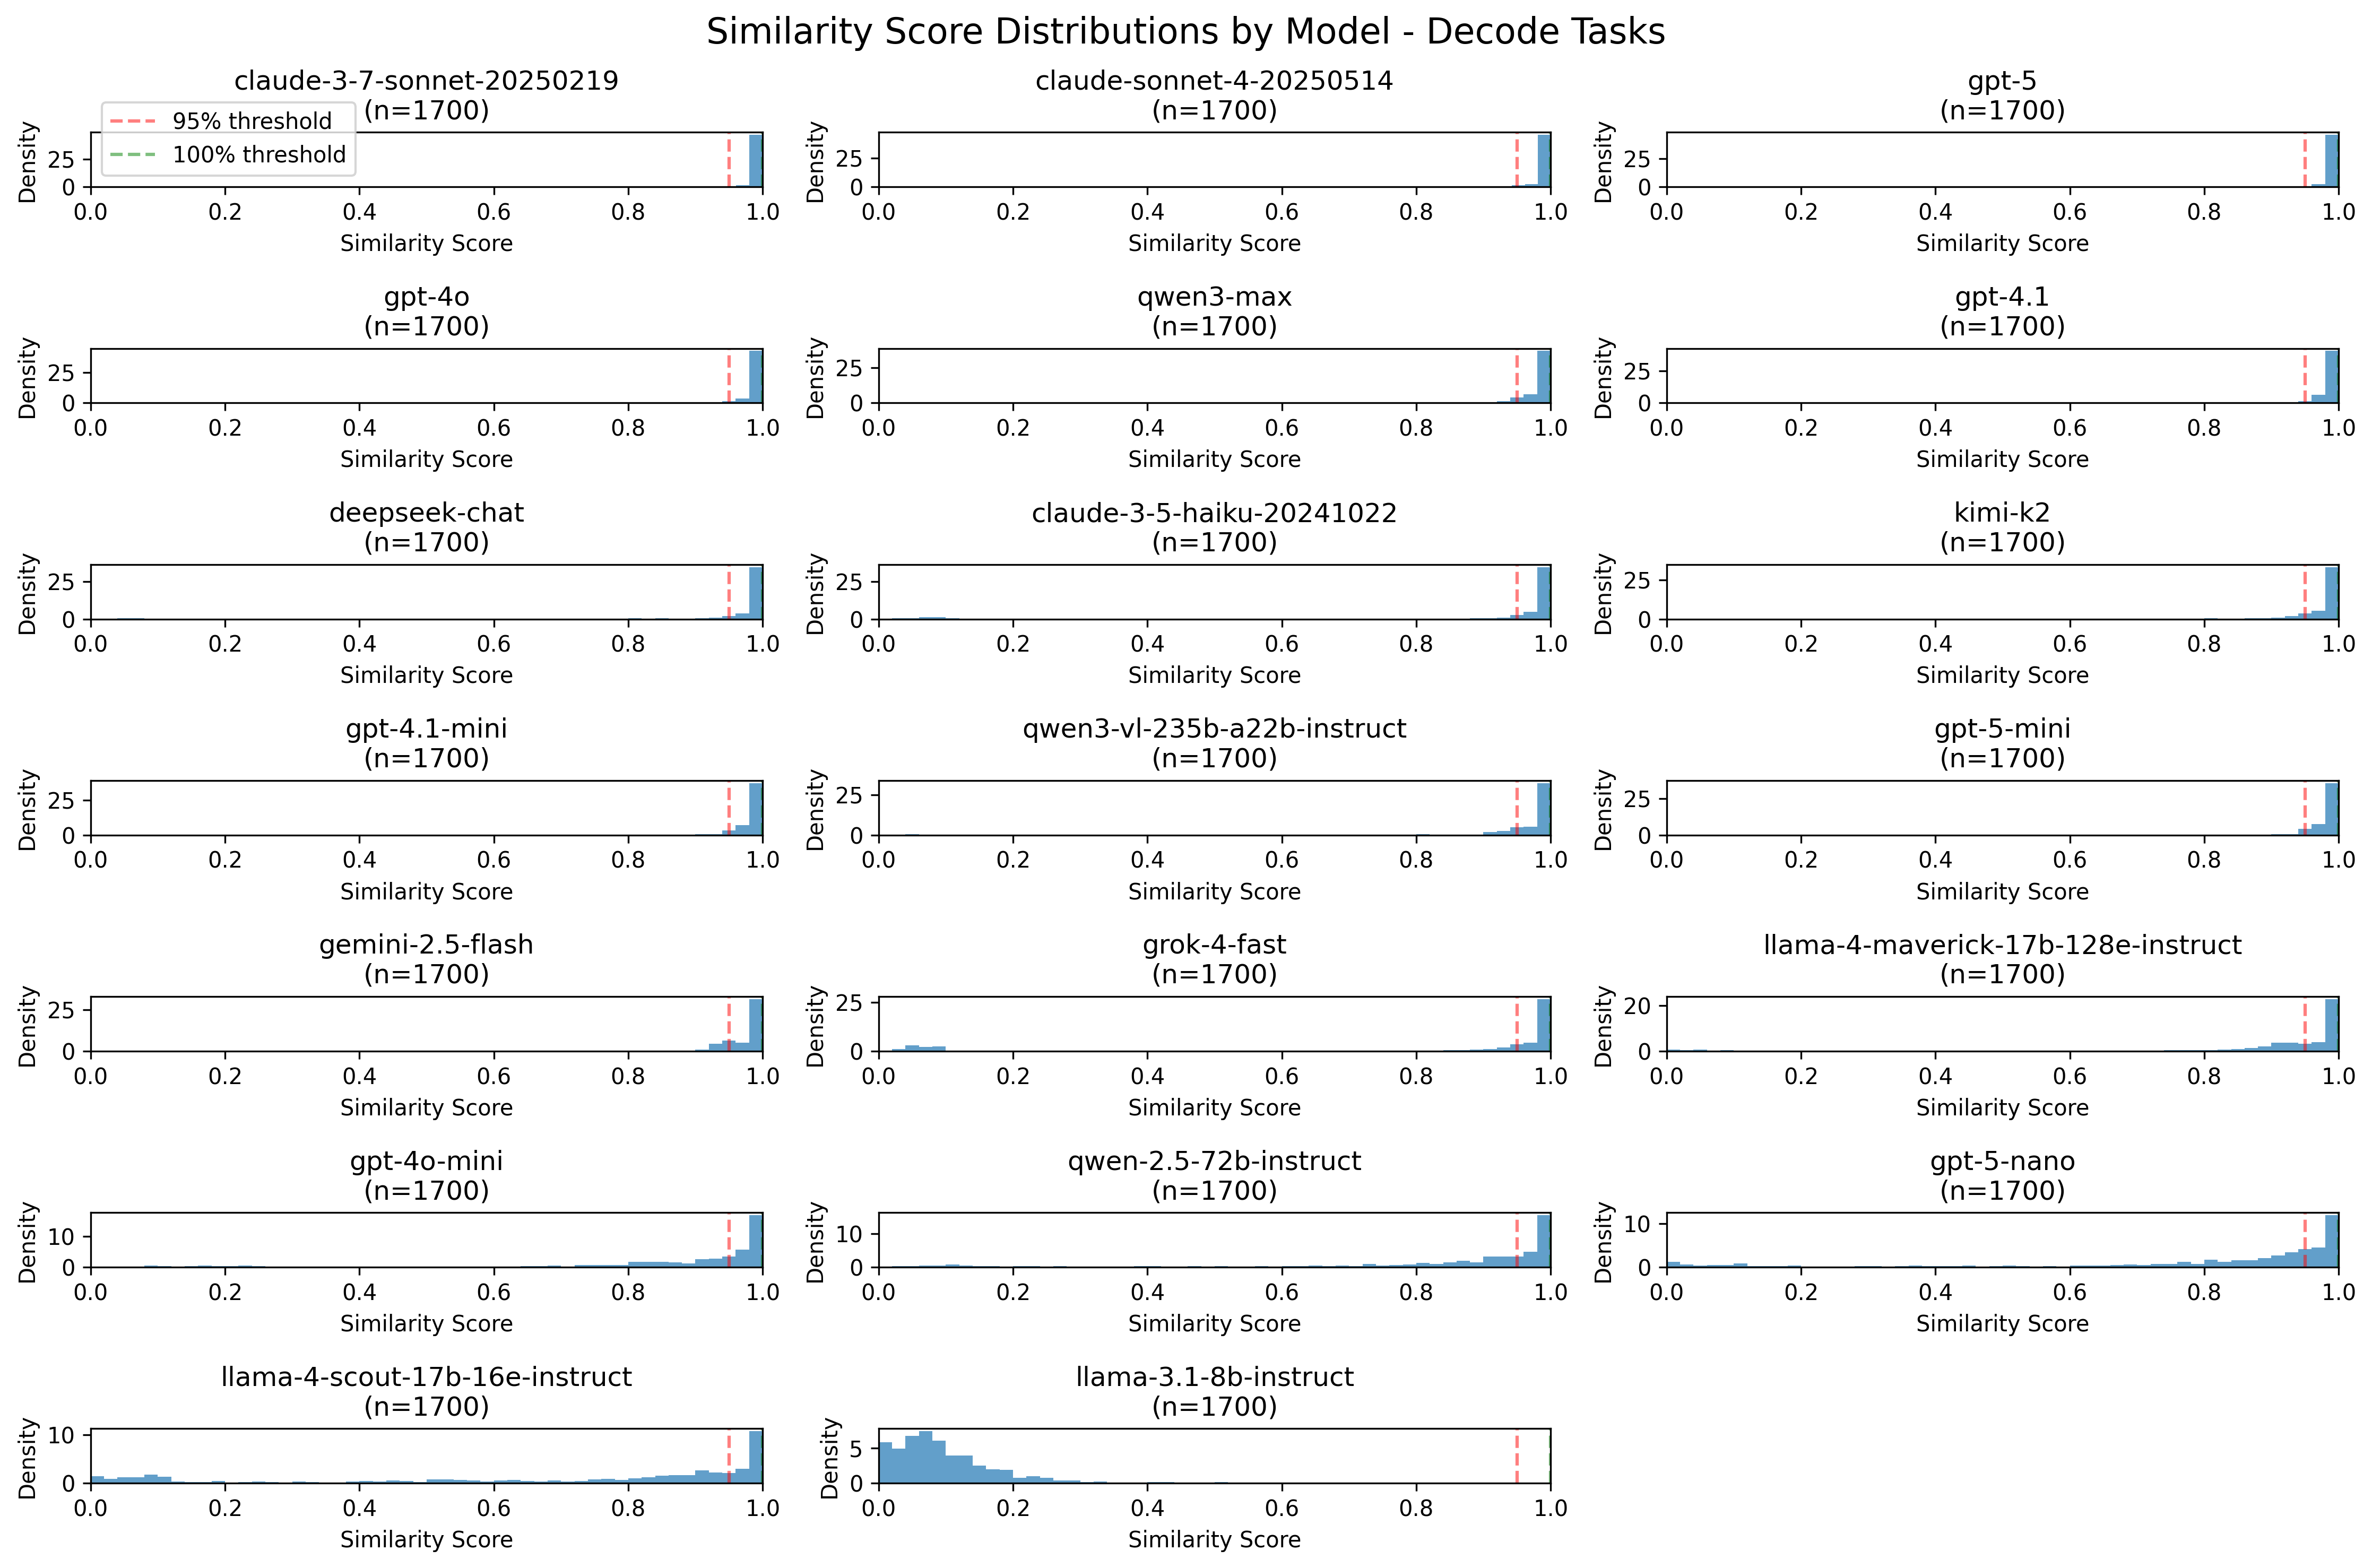 Similarity Score Distributions by Model - Decode Tasks
claude-3-7-sonnet-20250219
(n=1700)
95% threshold
100% threshold
Density
25
0
0.0 0.2 0.4 0.6 0.8 1.0
Similarity Score
claude-sonnet-4-20250514
(n=1700)
Density
25
0
0.0 0.2 0.4 0.6 0.8 1.0
Similarity Score
gpt-5
(n=1700)
Density
25
0
0.0 0.2 0.4 0.6 0.8 1.0
Similarity Score
gpt-4o
(n=1700)
Density
25
0
0.0 0.2 0.4 0.6 0.8 1.0
Similarity Score
qwen3-max
(n=1700)
Density
25
0
0.0 0.2 0.4 0.6 0.8 1.0
Similarity Score
gpt-4.1
(n=1700)
Density
25
0
0.0 0.2 0.4 0.6 0.8 1.0
Similarity Score
deepseek-chat
(n=1700)
Density
25
0
0.0 0.2 0.4 0.6 0.8 1.0
Similarity Score
claude-3-5-haiku-20241022
(n=1700)
Density
25
0
0.0 0.2 0.4 0.6 0.8 1.0
Similarity Score
kimi-k2
(n=1700)
Density
25
0
0.0 0.2 0.4 0.6 0.8 1.0
Similarity Score
gpt-4.1-mini
(n=1700)
Density
25
0
0.0 0.2 0.4 0.6 0.8 1.0
Similarity Score
qwen3-vl-235b-a22b-instruct
(n=1700)
Density
25
0
0.0 0.2 0.4 0.6 0.8 1.0
Similarity Score
gpt-5-mini
(n=1700)
Density
25
0
0.0 0.2 0.4 0.6 0.8 1.0
Similarity Score
gemini-2.5-flash
(n=1700)
Density
25
0
0.0 0.2 0.4 0.6 0.8 1.0
Similarity Score
grok-4-fast
(n=1700)
Density
25
0
0.0 0.2 0.4 0.6 0.8 1.0
Similarity Score
llama-4-maverick-17b-128e-instruct
(n=1700)
Density
20
0
0.0 0.2 0.4 0.6 0.8 1.0
Similarity Score
gpt-4o-mini
(n=1700)
Density
10
0
0.0 0.2 0.4 0.6 0.8 1.0
Similarity Score
qwen-2.5-72b-instruct
(n=1700)
Density
10
0
0.0 0.2 0.4 0.6 0.8 1.0
Similarity Score
gpt-5-nano
(n=1700)
Density
10
0
0.0 0.2 0.4 0.6 0.8 1.0
Similarity Score
llama-4-scout-17b-16e-instruct
(n=1700)
Density
10
0
0.0 0.2 0.4 0.6 0.8 1.0
Similarity Score
llama-3.1-8b-instruct
(n=1700)
Density
5
0
0.0 0.2 0.4 0.6 0.8 1.0
Similarity Score